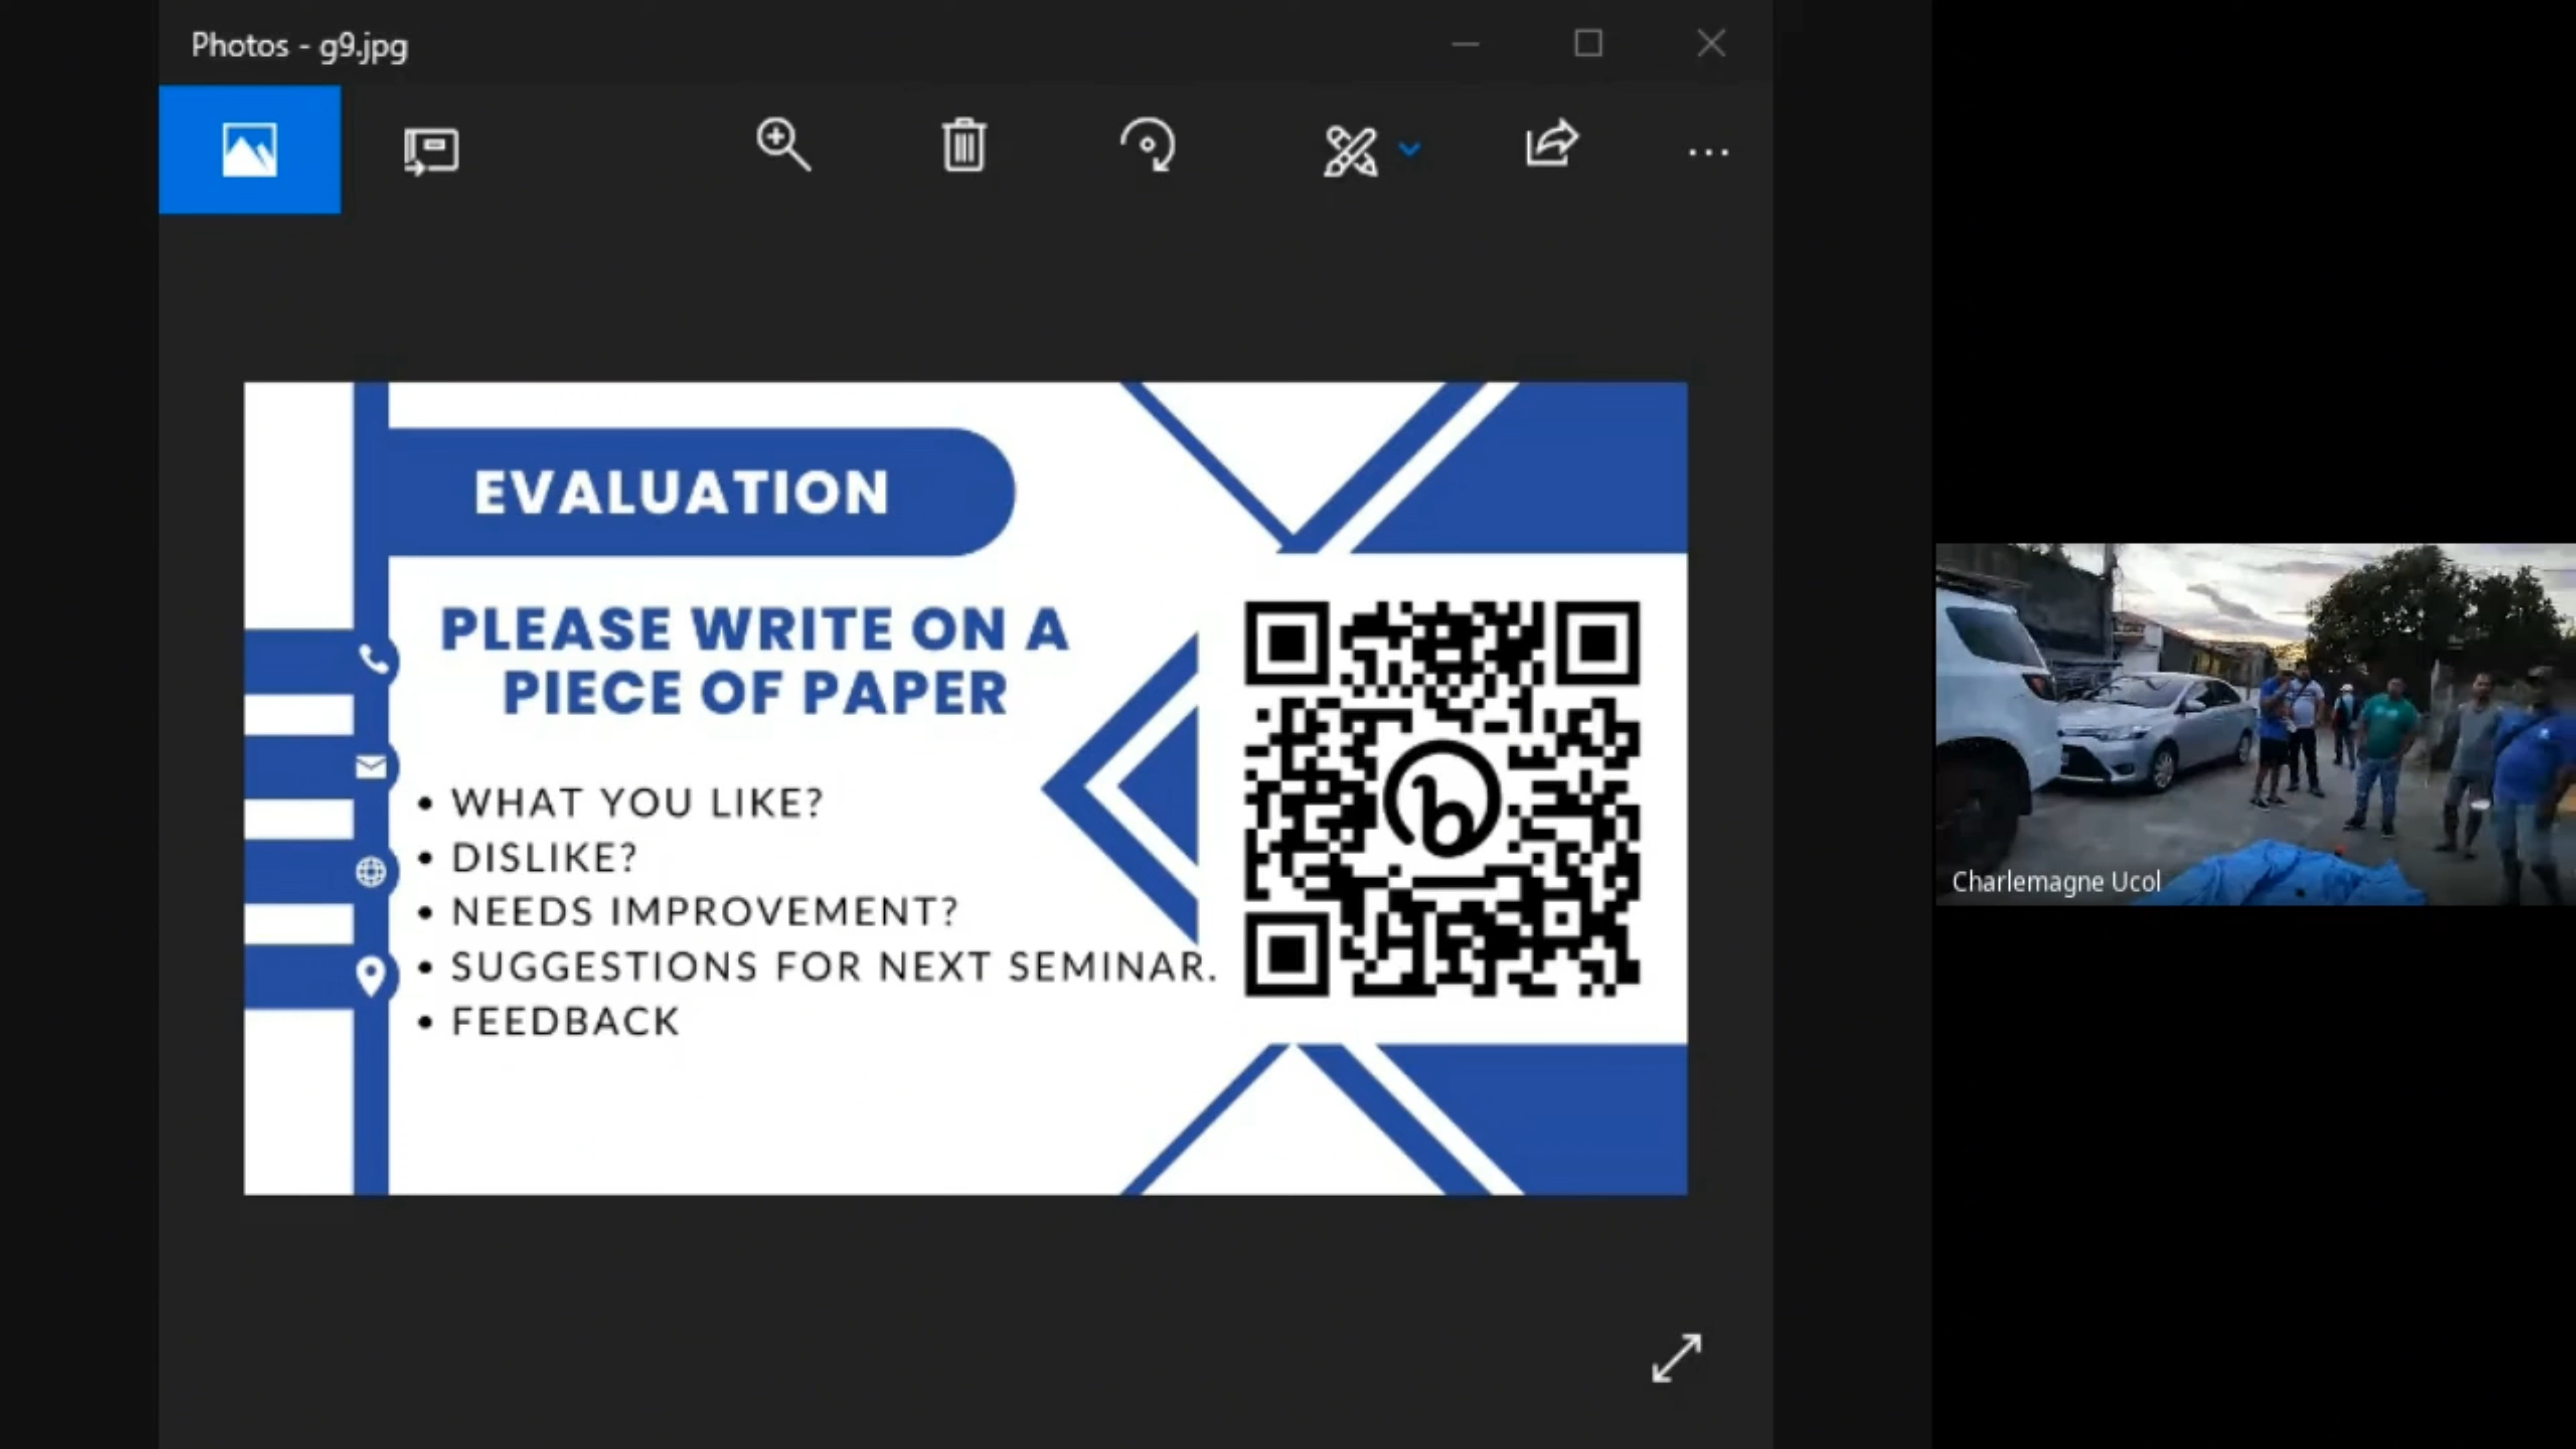 Photos - g9.jpg
EVALUATION
PLEASE WRITE ON A
PIECE OF PAPER
• WHAT YOU LIKE?
• DISLIKE?
• NEEDS IMPROVEMENT?
• SUGGESTIONS FOR NEXT SEMINAR.
• FEEDBACK
b
Charlemagne Ucol